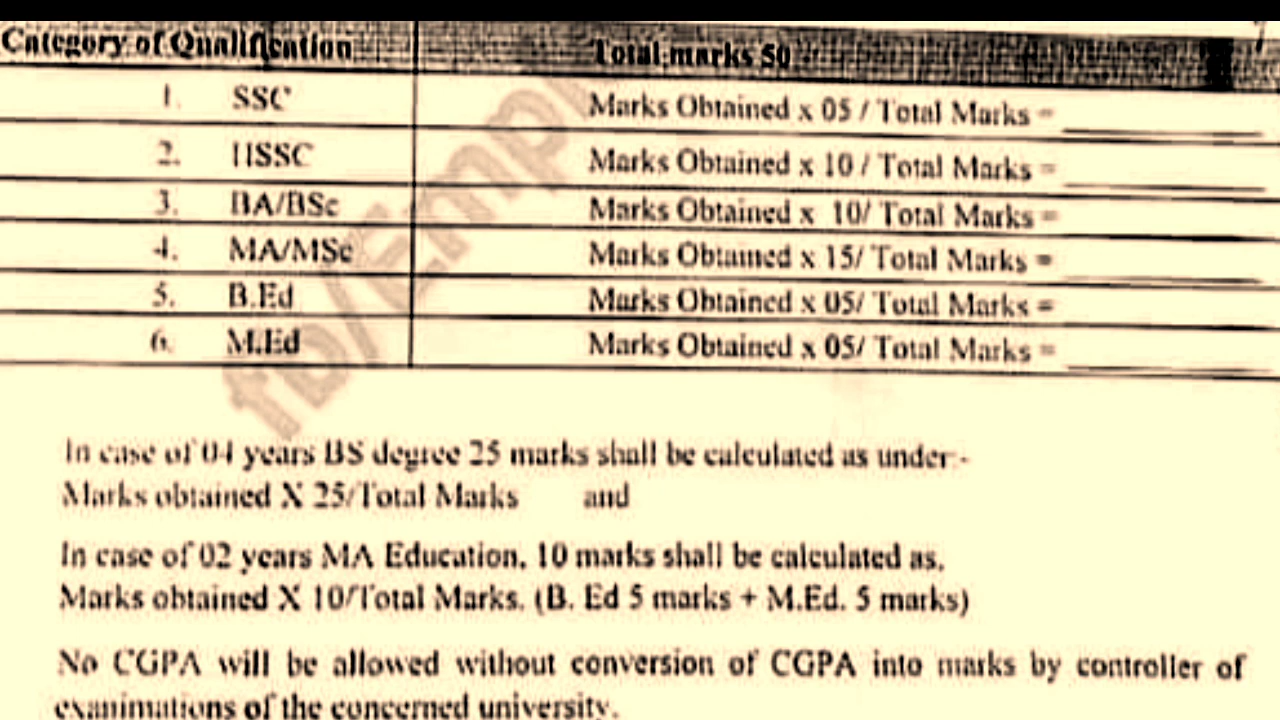 Category of Qualification Total marks 50
1. SSC Marks Obtained x 05 / Total Marks =
2. HSSC Marks Obtained x 10 / Total Marks =
3. BA/BSc Marks Obtained x 10/ Total Marks =
4. MA/MSc Marks Obtained x 15/ Total Marks =
5. B.Ed Marks Obtained x 05/ Total Marks =
6. M.Ed Marks Obtained x 05/ Total Marks =
fb/Empl
In case of 04 years BS degree 25 marks shall be calculated as under:-
Marks obtained X 25/Total Marks and
In case of 02 years MA Education. 10 marks shall be calculated as.
Marks obtained X 10/Total Marks. (B. Ed 5 marks + M.Ed. 5 marks)
No CGPA will be allowed without conversion of CGPA into marks by controller of
examinations of the concerned university.